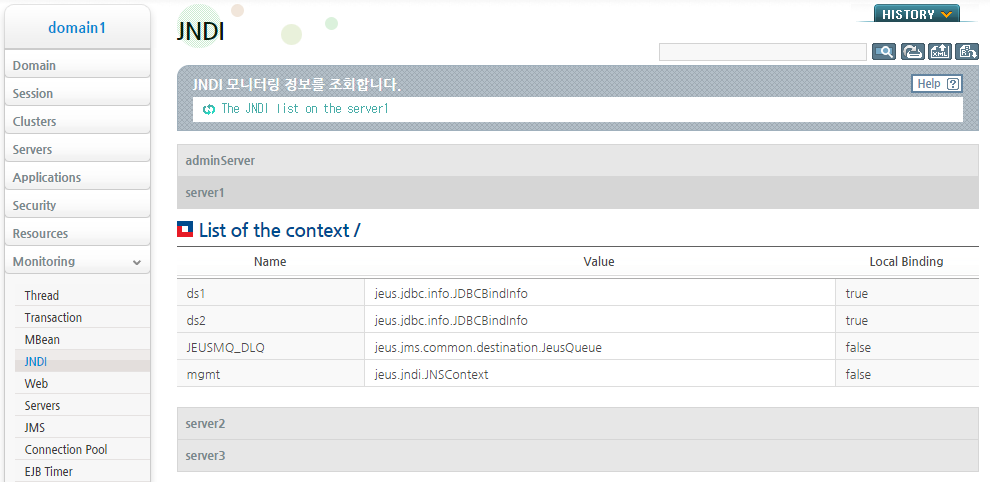 domain1
Domain
Session
Clusters
Servers
Applications
Security
Resources
Monitoring
Thread
Transaction
MBean
JNDI
Web
Servers
JMS
Connection Pool
EJB Timer
JNDI
HISTORY
XML
JNDI 모니터링 정보를 조회합니다.
Help ?
The JNDI list on the server1
adminServer
server1
List of the context /
Name Value Local Binding
ds1 jeus.jdbc.info.JDBCBindInfo true
ds2 jeus.jdbc.info.JDBCBindInfo true
JEUSMQ_DLQ jeus.jms.common.destination.JeusQueue false
mgmt jeus.jndi.JNSContext false
server2
server3